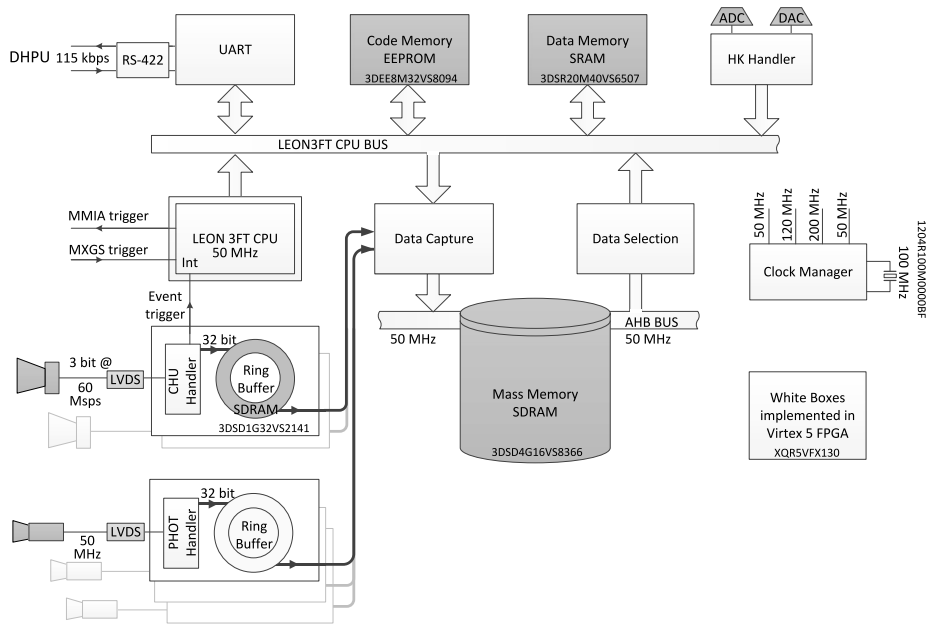 DHPU
115 kbps
RS-422
UART
Code Memory
EEPROM
3DEE8M32VS8094
Data Memory
SRAM
3DSR20M40VS6507
ADC
DAC
HK Handler
LEON3FT CPU BUS
MMIA trigger
MXGS trigger
LEON 3FT CPU
50 MHz
Int
Data Capture
Data Selection
50 MHz
120 MHz
200 MHz
50 MHz
Clock Manager
100 MHz
1204R100M0000BF
Event
trigger
50 MHz
AHB BUS
50 MHz
3 bit @
60
Msps
LVDS
CHU
Handler
32 bit
Ring
Buffer
SDRAM
3DSD1G32VS2141
Mass Memory
SDRAM
3DSD4G16VS8366
White Boxes
implemented in
Virtex 5 FPGA
XQR5VFX130
50
MHz
LVDS
PHOT
Handler
32 bit
Ring
Buffer